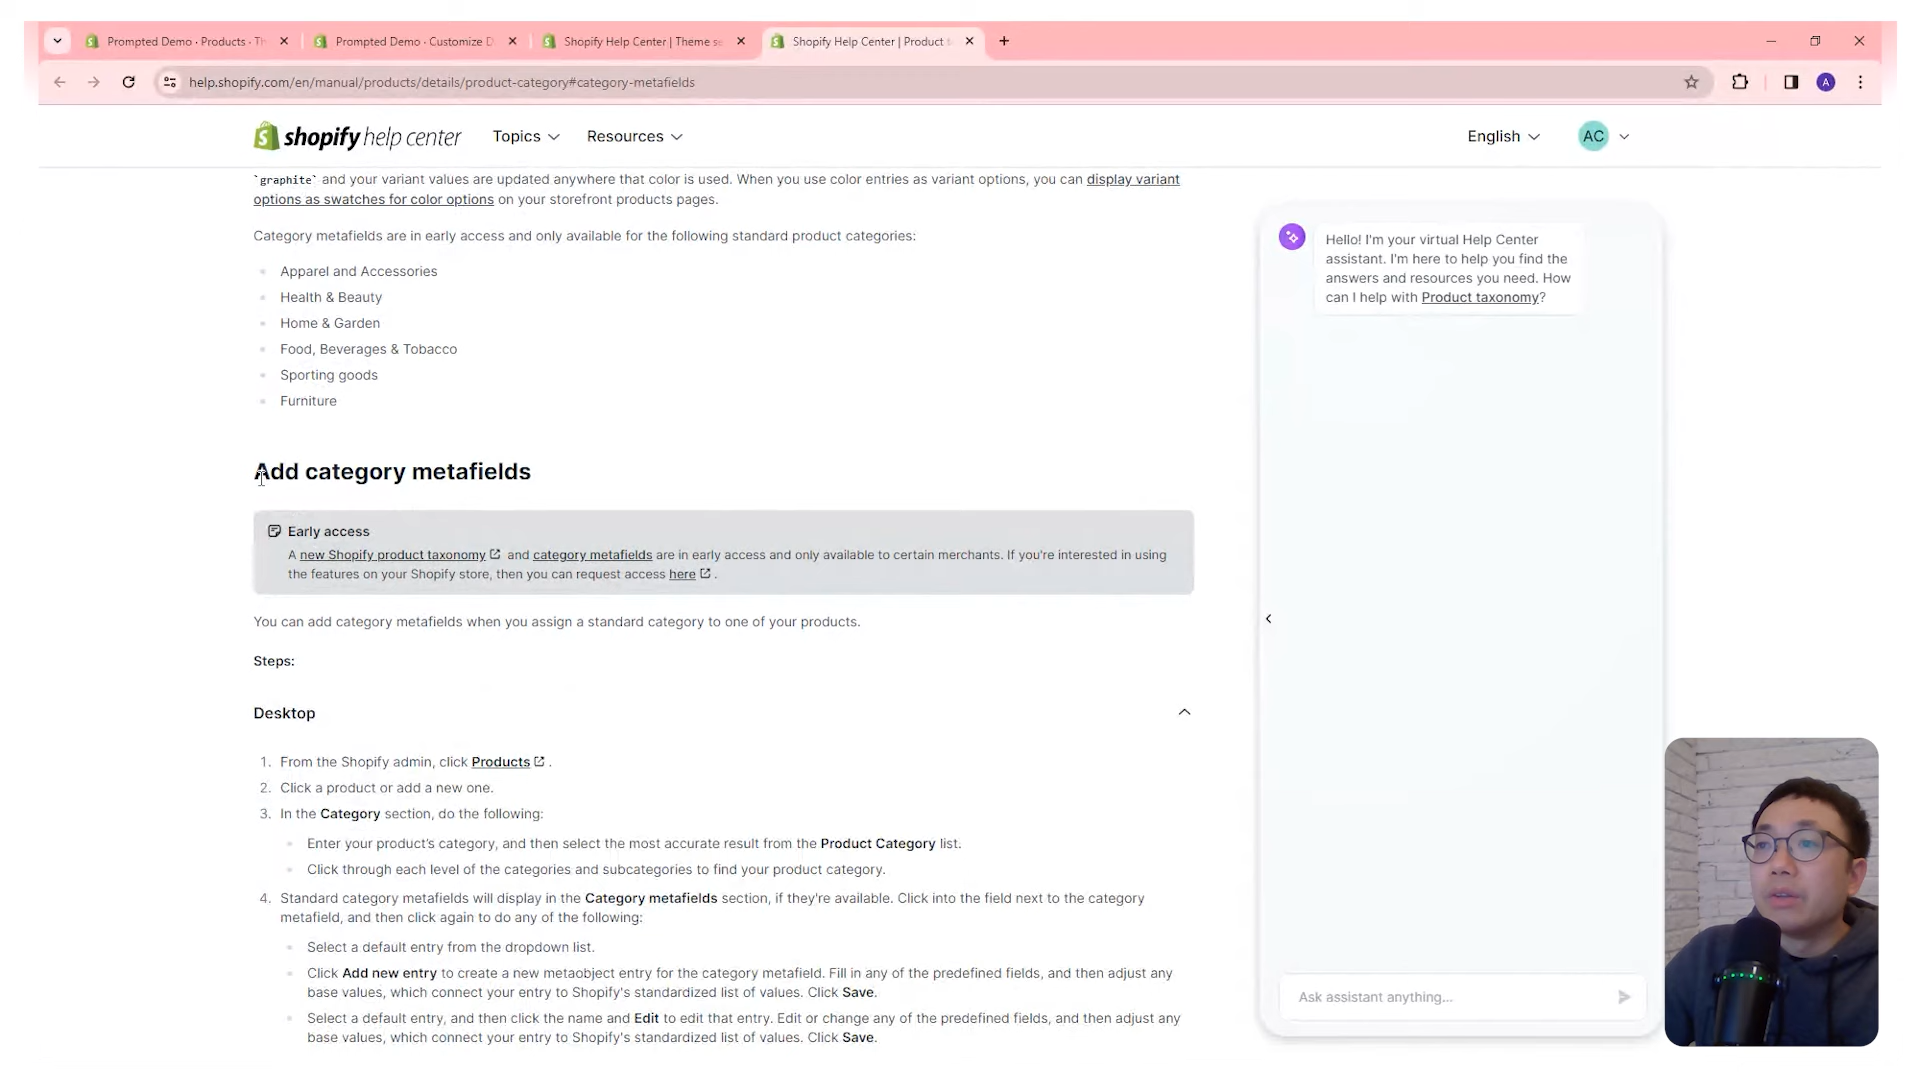 Prompted Demo · Products · Th
Prompted Demo · Customize D
Shopify Help Center | Theme se
Shopify Help Center | Product t
help.shopify.com/en/manual/products/details/product-category#category-metafields
A
shopify help center
Topics
Resources
English
AC
`graphite` and your variant values are updated anywhere that color is used. When you use color entries as variant options, you can display variant
options as swatches for color options on your storefront products pages.
Category metafields are in early access and only available for the following standard product categories:
Apparel and Accessories
Health & Beauty
Home & Garden
Food, Beverages & Tobacco
Sporting goods
Furniture
Add category metafields
Early access
A new Shopify product taxonomy and category metafields are in early access and only available to certain merchants. If you're interested in using
the features on your Shopify store, then you can request access here .
You can add category metafields when you assign a standard category to one of your products.
Steps:
Desktop
1. From the Shopify admin, click Products .
2. Click a product or add a new one.
3. In the Category section, do the following:
Enter your product's category, and then select the most accurate result from the Product Category list.
Click through each level of the categories and subcategories to find your product category.
4. Standard category metafields will display in the Category metafields section, if they're available. Click into the field next to the category
metafield, and then click again to do any of the following:
Select a default entry from the dropdown list.
Click Add new entry to create a new metaobject entry for the category metafield. Fill in any of the predefined fields, and then adjust any
base values, which connect your entry to Shopify's standardized list of values. Click Save.
Select a default entry, and then click the name and Edit to edit that entry. Edit or change any of the predefined fields, and then adjust any
base values, which connect your entry to Shopify's standardized list of values. Click Save.
Hello! I'm your virtual Help Center
assistant. I'm here to help you find the
answers and resources you need. How
can I help with Product taxonomy?
Ask assistant anything...